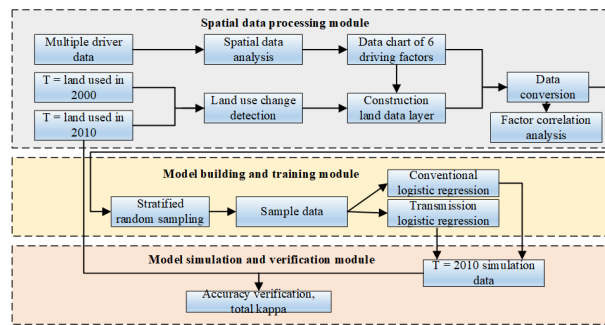 Spatial data processing module
Multiple driver
data
Spatial data
analysis
Data chart of 6
driving factors
T = land used in
2000
T = land used in
2010
Land use change
detection
Construction
land data layer
Data
conversion
Factor correlation
analysis
Model building and training module
Stratified
random sampling
Sample data
Conventional
logistic regression
Transmission
logistic regression
Model simulation and verification module
T = 2010 simulation
data
Accuracy verification,
total kappa